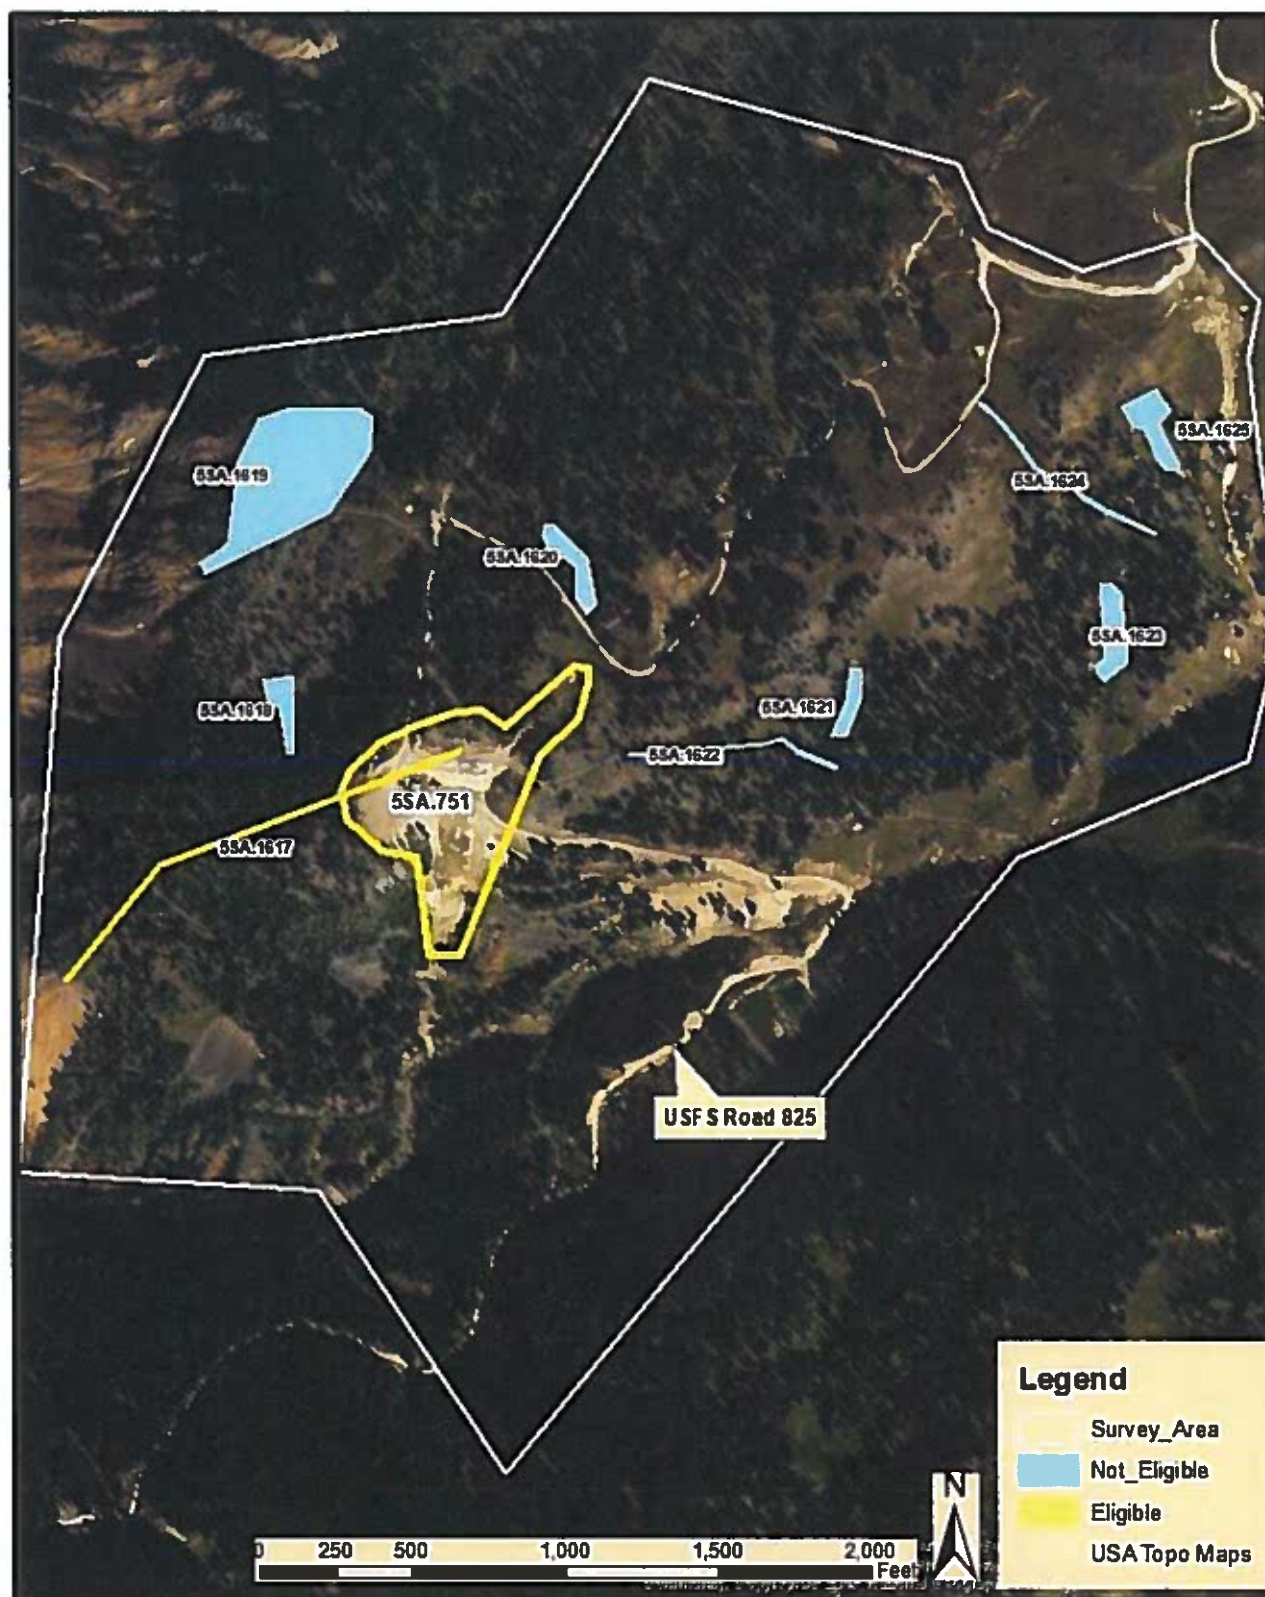 5SA.1625
5SA.1619
5SA.1624
5SA.1620
5SA.1623
5SA.1618
5SA.1621
5SA.1622
5SA.751
5SA.1617
USFS Road 825
Legend
Survey_Area
Not_Eligible
Eligible
USA Topo Maps
N
0 250 500 1,000 1,500 2,000
Feet